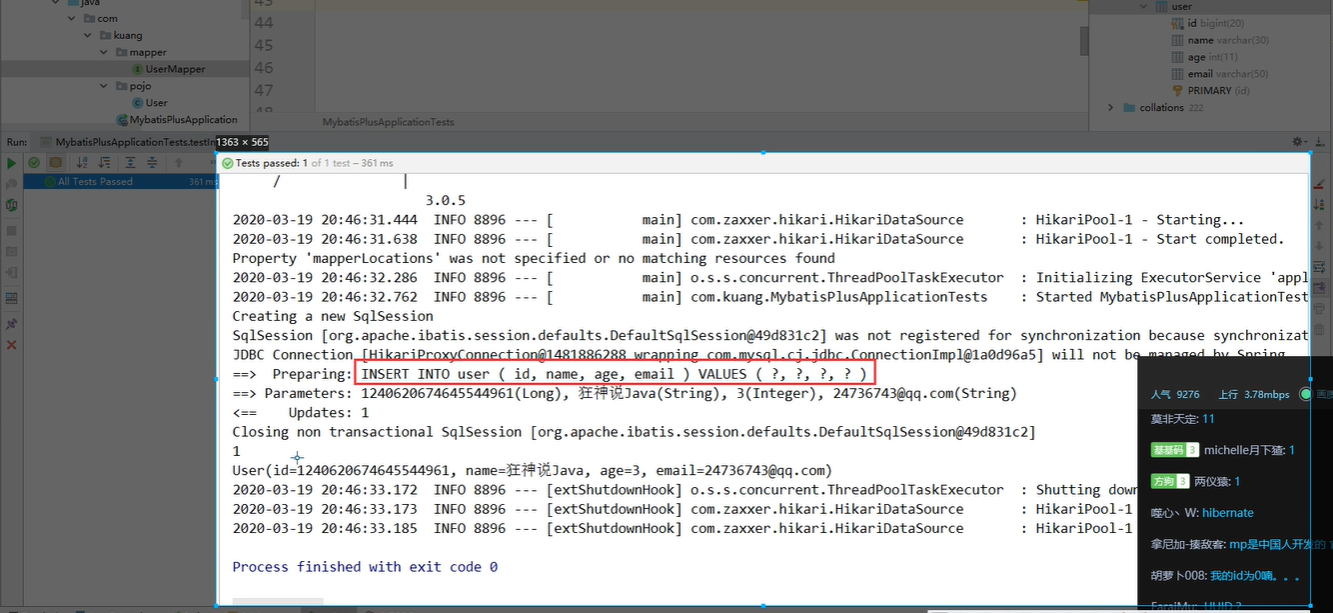 java
43
user
com
44
id bigint(20)
kuang
45
name varchar(30)
mapper
age int(11)
UserMapper
46
email varchar(50)
pojo
47
PRIMARY (id)
User
48
collations 222
MybatisPlusApplication
MybatisPlusApplicationTests
Run: MybatisPlusApplicationTests.testIn
1363 × 565
Tests passed: 1 of 1 test – 361 ms
All Tests Passed 361 ms
/ |
3.0.5
2020-03-19 20:46:31.444 INFO 8896 --- [ main] com.zaxxer.hikari.HikariDataSource : HikariPool-1 - Starting...
2020-03-19 20:46:31.638 INFO 8896 --- [ main] com.zaxxer.hikari.HikariDataSource : HikariPool-1 - Start completed.
Property 'mapperLocations' was not specified or no matching resources found
2020-03-19 20:46:32.286 INFO 8896 --- [ main] o.s.s.concurrent.ThreadPoolTaskExecutor : Initializing ExecutorService 'appl
2020-03-19 20:46:32.762 INFO 8896 --- [ main] com.kuang.MybatisPlusApplicationTests : Started MybatisPlusApplicationTest
Creating a new SqlSession
SqlSession [org.apache.ibatis.session.defaults.DefaultSqlSession@49d831c2] was not registered for synchronization because synchronizat
JDBC Connection [HikariProxyConnection@1481886288 wrapping com.mysql.cj.jdbc.ConnectionImpl@1a0d96a5] will not be managed by Spring
==> Preparing: INSERT INTO user ( id, name, age, email ) VALUES ( ?, ?, ?, ? )
==> Parameters: 1240620674645544961(Long), 狂神说Java(String), 3(Integer), 24736743@qq.com(String)
<== Updates: 1
Closing non transactional SqlSession [org.apache.ibatis.session.defaults.DefaultSqlSession@49d831c2]
1
User(id=1240620674645544961, name=狂神说Java, age=3, email=24736743@qq.com)
2020-03-19 20:46:33.172 INFO 8896 --- [extShutdownHook] o.s.s.concurrent.ThreadPoolTaskExecutor : Shutting down
2020-03-19 20:46:33.173 INFO 8896 --- [extShutdownHook] com.zaxxer.hikari.HikariDataSource : HikariPool-1
2020-03-19 20:46:33.185 INFO 8896 --- [extShutdownHook] com.zaxxer.hikari.HikariDataSource : HikariPool-1
Process finished with exit code 0
人气 9276 上行 3.78mbps 画质
莫非天定: 11
基基码 3 michelle月下猹: 1
方驹 3 两仪猿: 1
噬心丶W: hibernate
拿尼加-揍敌客: mp是中国人开发的
胡萝卜008: 我的id为0喃。。。
FaraiMu: UUID ?